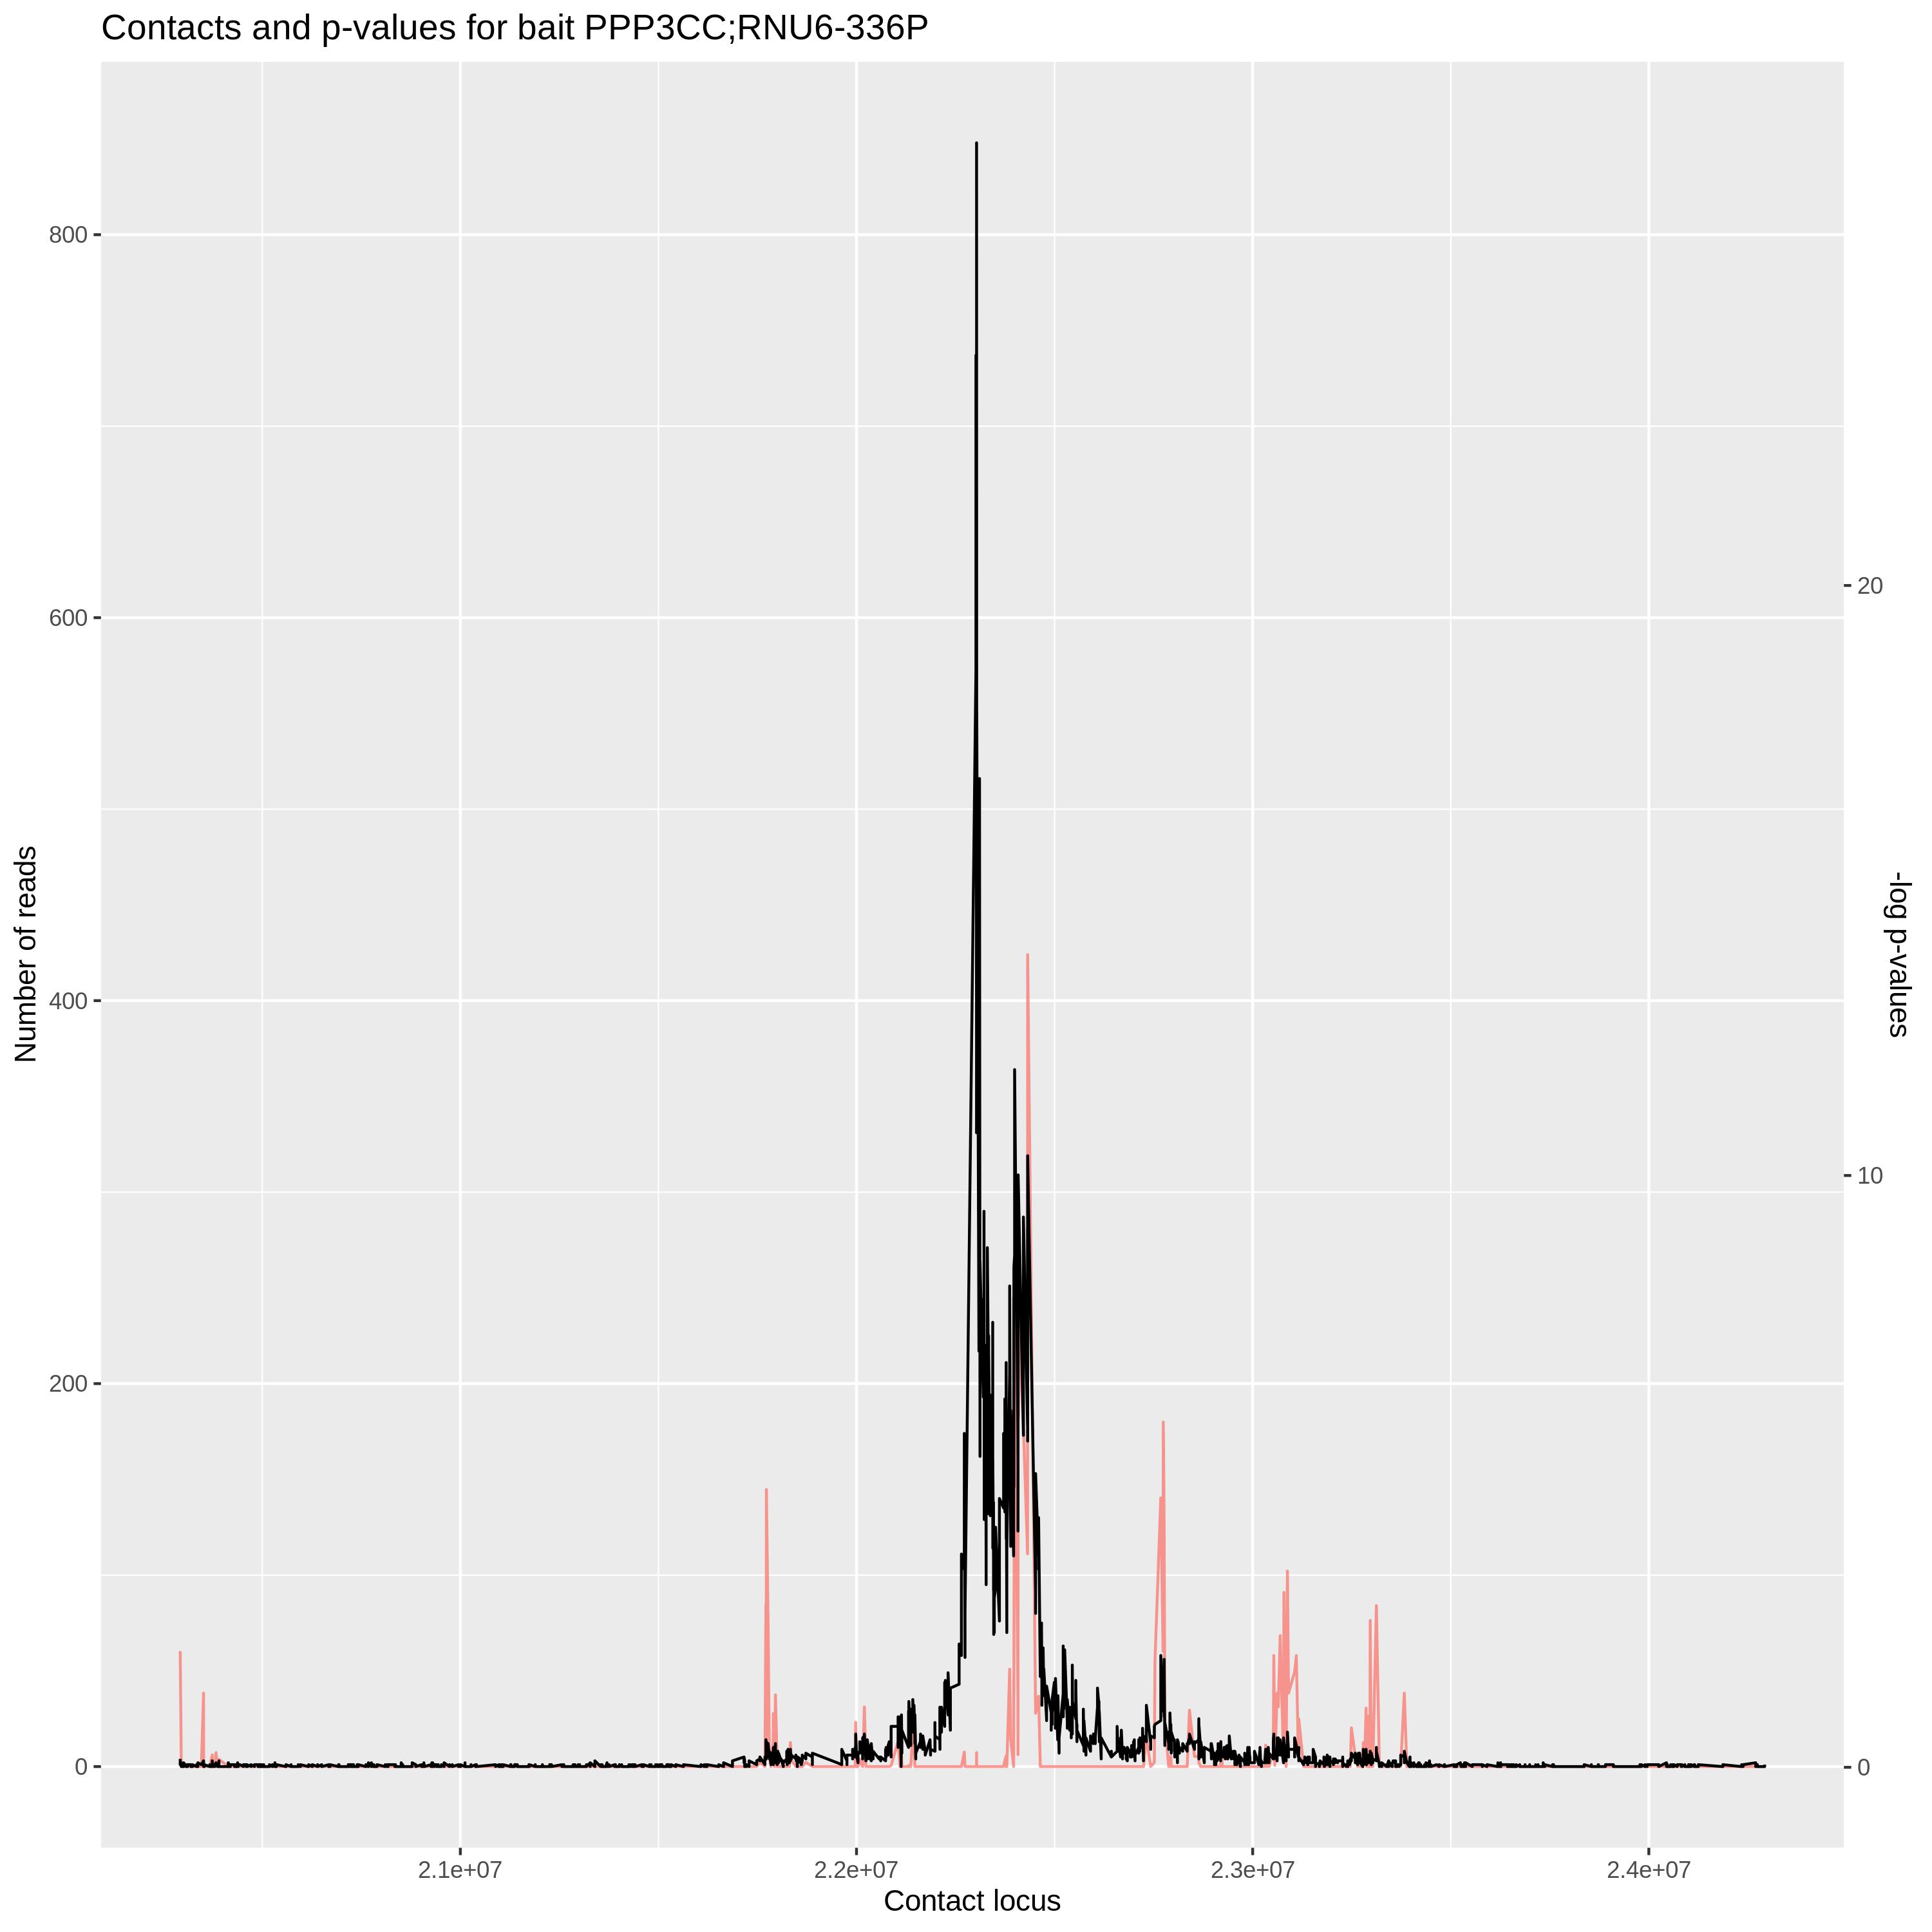 Contacts and p-values for bait PPP3CC;RNU6-336P
800
600
400
200
0
Number of reads
20
10
0
-log p-values
2.1e+07
2.2e+07
2.3e+07
2.4e+07
Contact locus